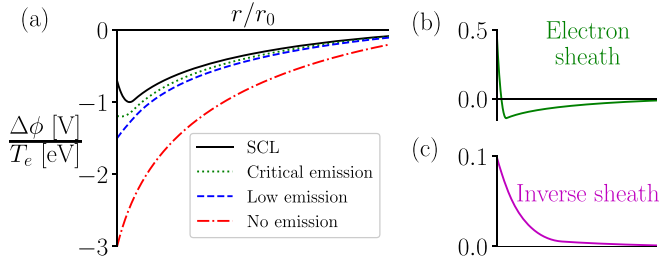 (a)
r/r0
0
−1
−2
−3
Δϕ [V]
Te [eV]
SCL
Critical emission
Low emission
No emission
(b)
0.5
0.0
Electron
sheath
(c)
0.1
0.0
Inverse sheath